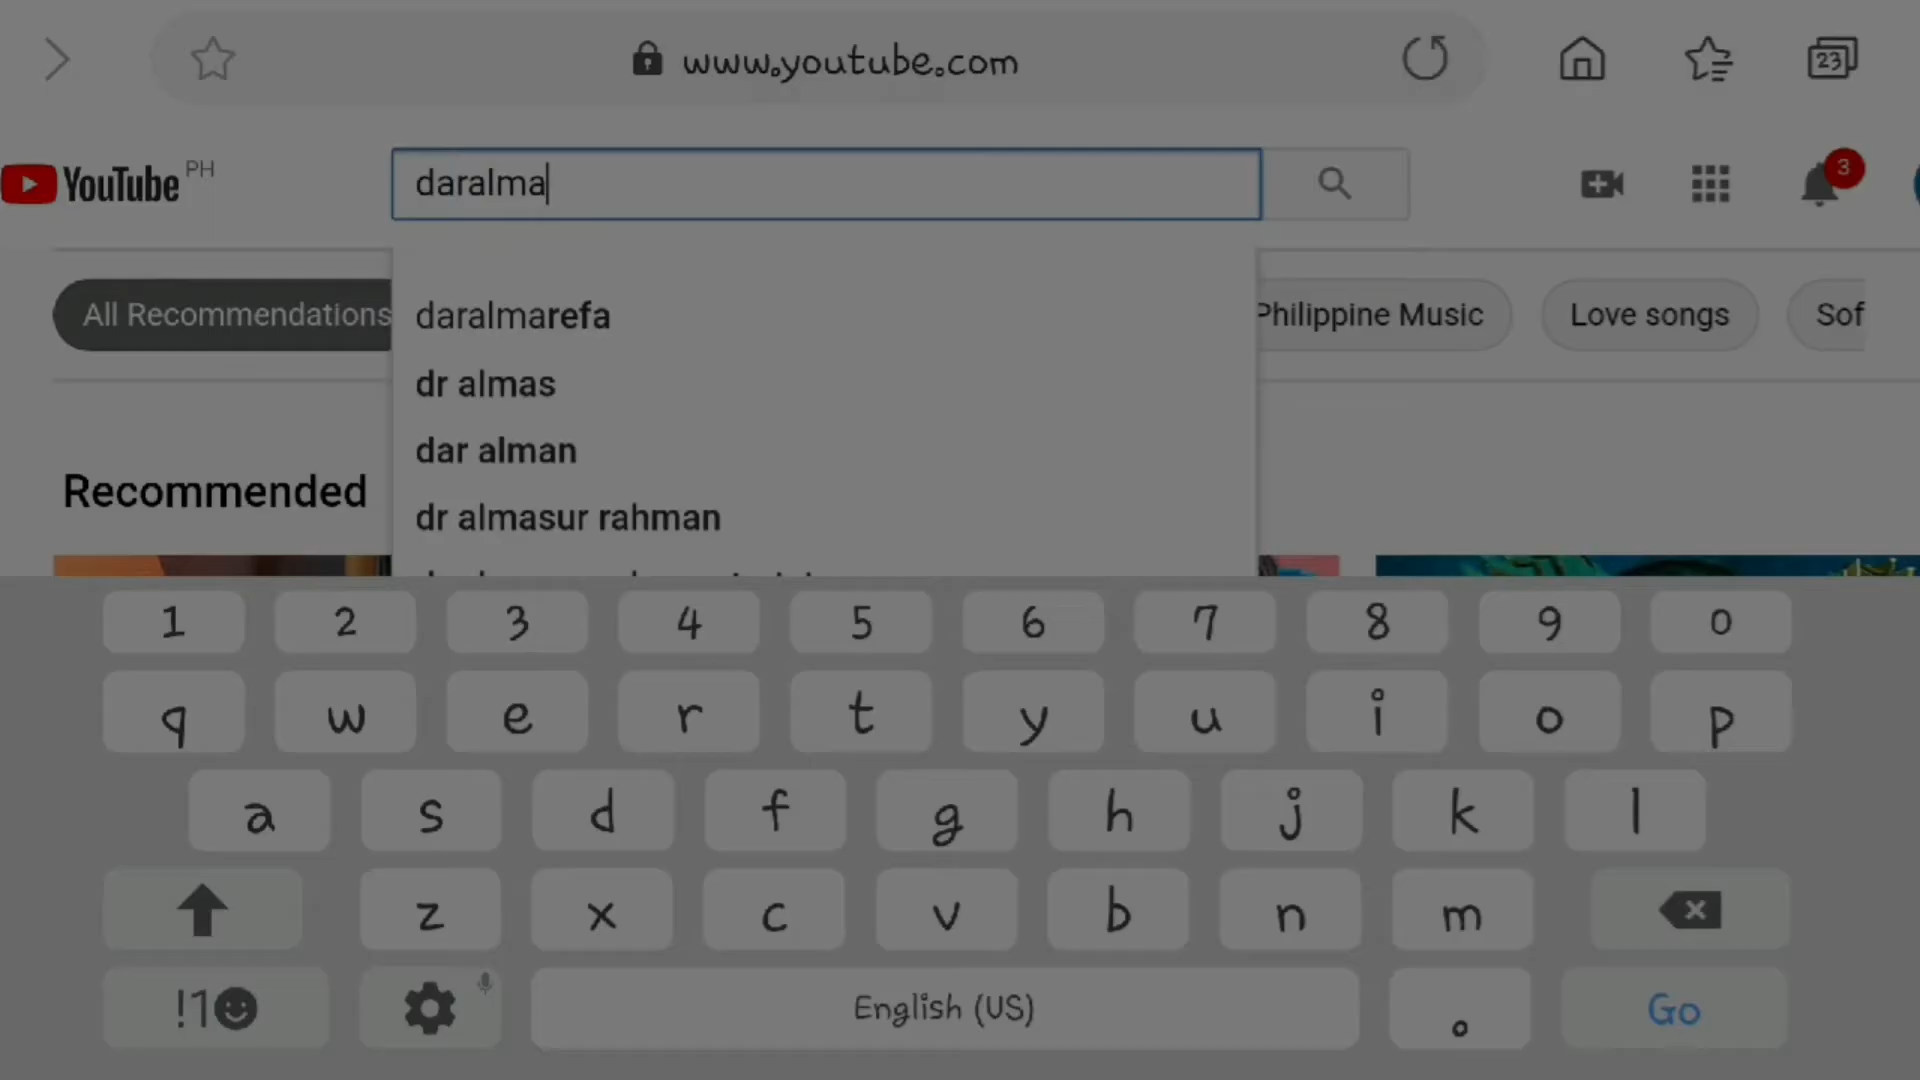 www.youtube.com
23
YouTube PH
daralma
3
All Recommendations
Philippine Music
Love songs
Sof
daralmarefa
dr almas
dar alman
dr almasur rahman
Recommended
1 2 3 4 5 6 7 8 9 0
q w e r t y u i o p
a s d f g h j k l
z x c v b n m
!1
English (US)
.
Go